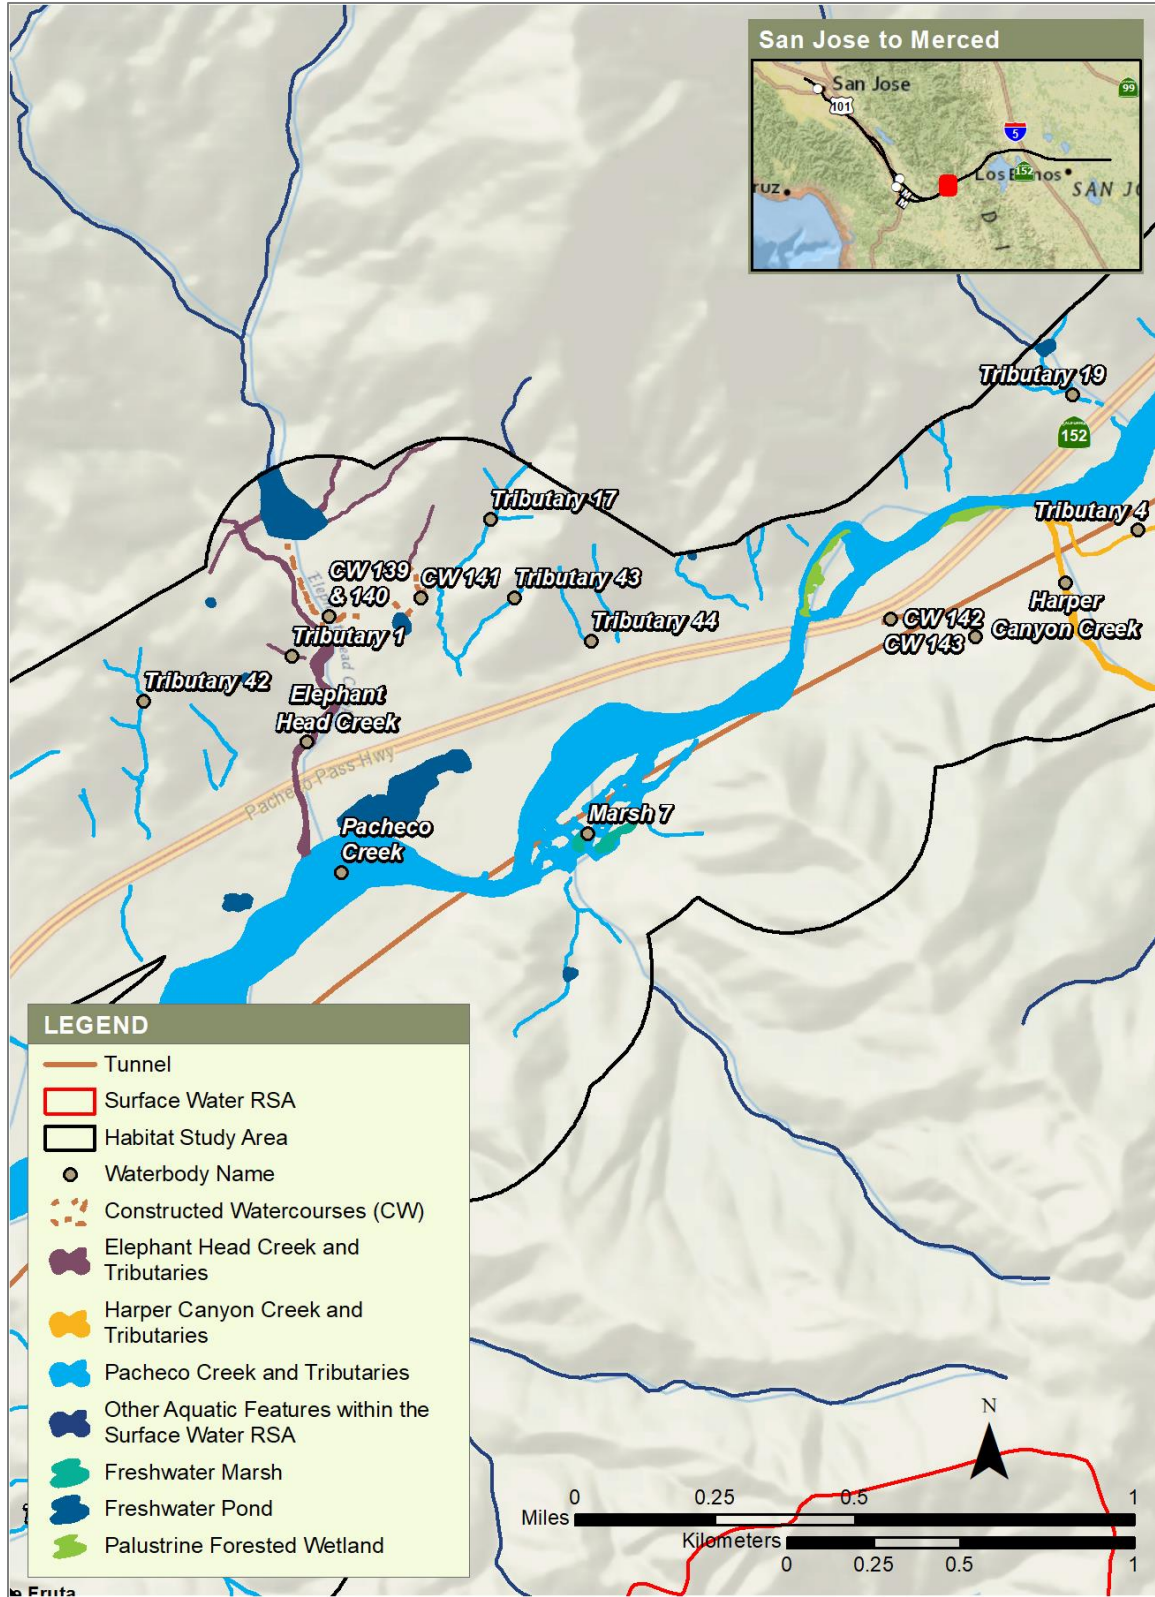 San Jose to Merced
San Jose
101
99
5
152
Los B nos
SAN JO
ruz
M
M
D I
Tributary 19
152
Tributary 17
Tributary 4
CW 139
& 140
CW 141
Tributary 43
Elephant Head C
Harper
Canyon Creek
CW 142
CW 143
Tributary 44
Tributary 1
Tributary 42
Elephant
Head Creek
Pacheco Pass Hwy
Marsh 7
Pacheco
Creek
LEGEND
Tunnel
Surface Water RSA
Habitat Study Area
Waterbody Name
Constructed Watercourses (CW)
Elephant Head Creek and
Tributaries
Harper Canyon Creek and
Tributaries
Pacheco Creek and Tributaries
Other Aquatic Features within the
Surface Water RSA
Freshwater Marsh
Freshwater Pond
Palustrine Forested Wetland
N
0 0.25 0.5 1
Miles
Kilometers
0 0.25 0.5 1
e Fruta